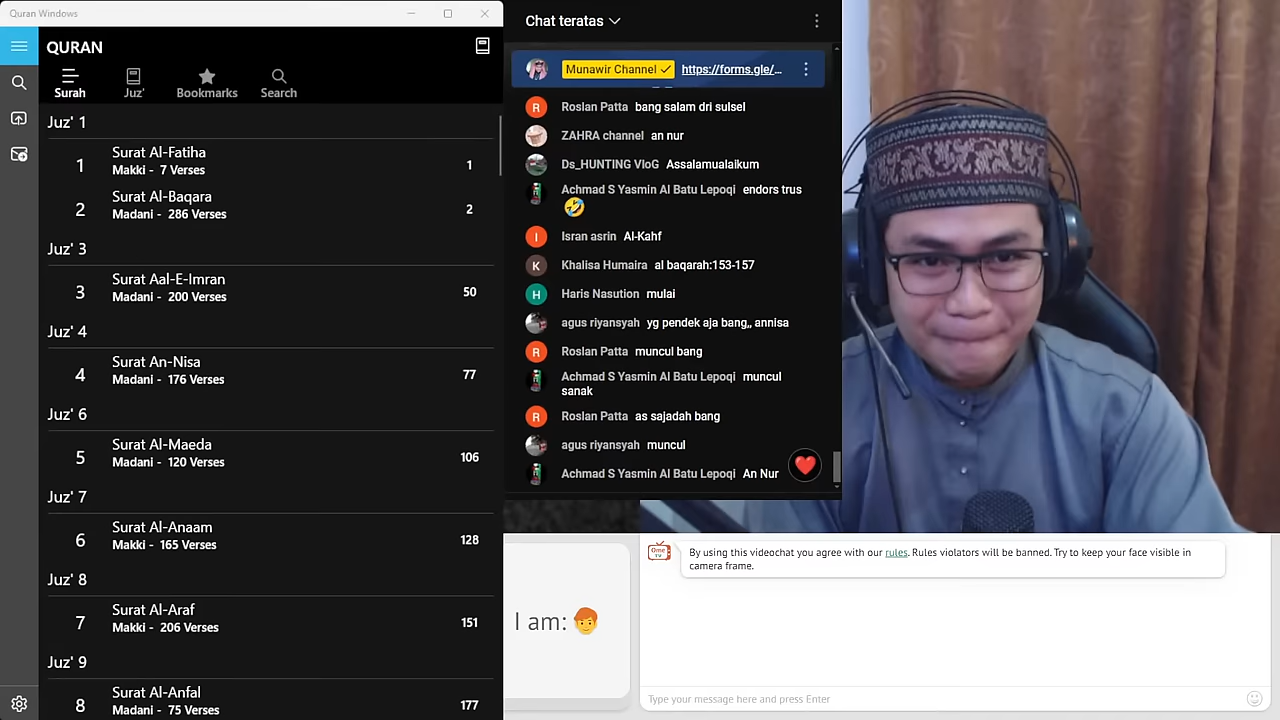 Quran Windows
QURAN
Surah
Juz'
Bookmarks
Search
Juz' 1
1
Surat Al-Fatiha
Makki - 7 Verses
1
2
Surat Al-Baqara
Madani - 286 Verses
2
Juz' 3
3
Surat Aal-E-Imran
Madani - 200 Verses
50
Juz' 4
4
Surat An-Nisa
Madani - 176 Verses
77
Juz' 6
5
Surat Al-Maeda
Madani - 120 Verses
106
Juz' 7
6
Surat Al-Anaam
Makki - 165 Verses
128
Juz' 8
7
Surat Al-Araf
Makki - 206 Verses
151
Juz' 9
8
Surat Al-Anfal
Madani - 75 Verses
177
Chat teratas
Munawir Channel https://forms.gle/...
R Roslan Patta bang salam dri sulsel
ZAHRA channel an nur
Ds_HUNTING VloG Assalamualaikum
Achmad S Yasmin Al Batu Lepoqi endors trus
🤣
I Isran asrin Al-Kahf
K Khalisa Humaira al baqarah:153-157
H Haris Nasution mulai
agus riyansyah yg pendek aja bang,, annisa
R Roslan Patta muncul bang
Achmad S Yasmin Al Batu Lepoqi muncul
sanak
R Roslan Patta as sajadah bang
agus riyansyah muncul
Achmad S Yasmin Al Batu Lepoqi An Nur
I am:
Ome
TV
By using this videochat you agree with our rules. Rules violators will be banned. Try to keep your face visible in
camera frame.
Type your message here and press Enter